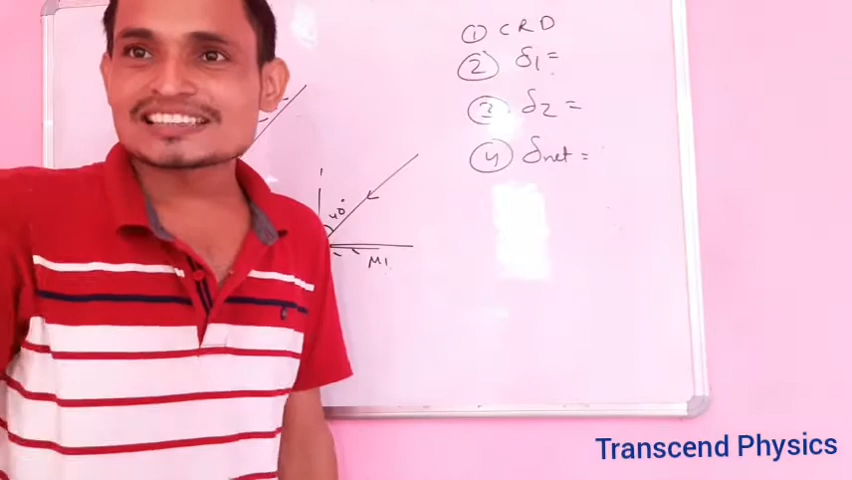 ① CRD
② δ1=
③ δ2 =
④ δnet =
40°
M1
Transcend Physics